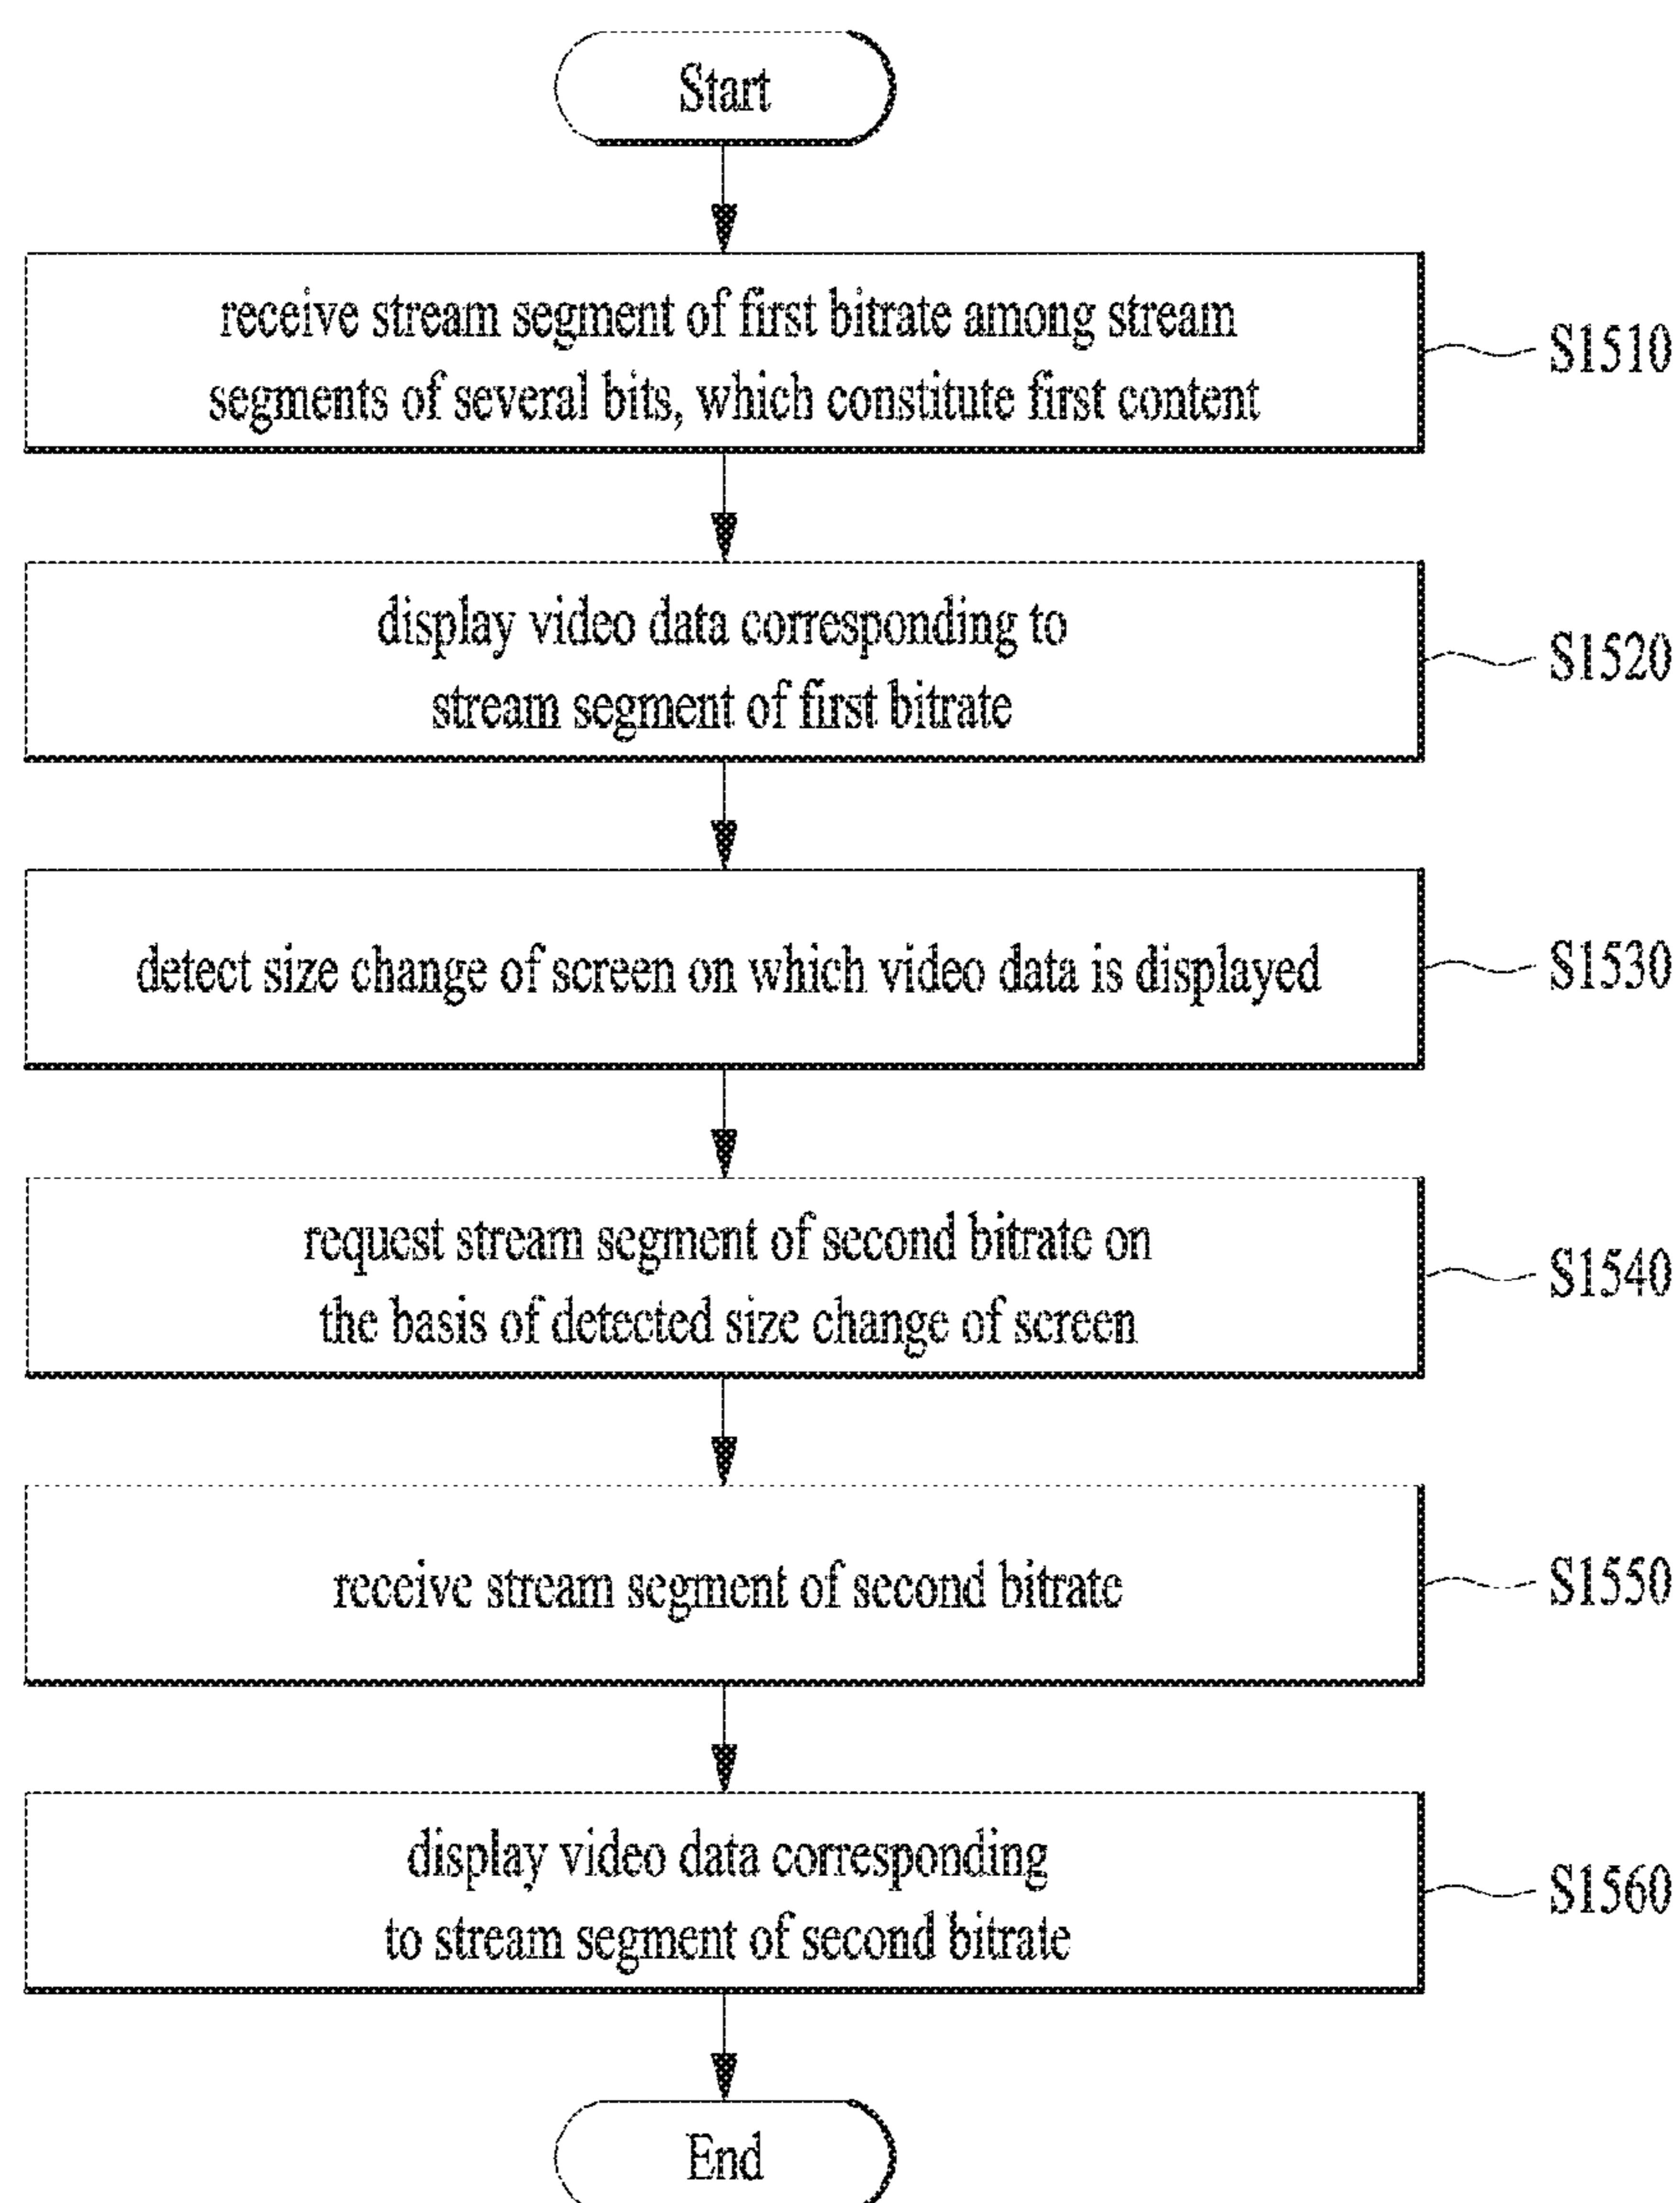 Start
receive stream segment of first bitrate among stream
segments of several bits, which constitute first content
S1510
display video data corresponding to
stream segment of first bitrate
S1520
detect size change of screen on which video data is displayed
S1530
request stream segment of second bitrate on
the basis of detected size change of screen
S1540
receive stream segment of second bitrate
S1550
display video data corresponding
to stream segment of second bitrate
S1560
End